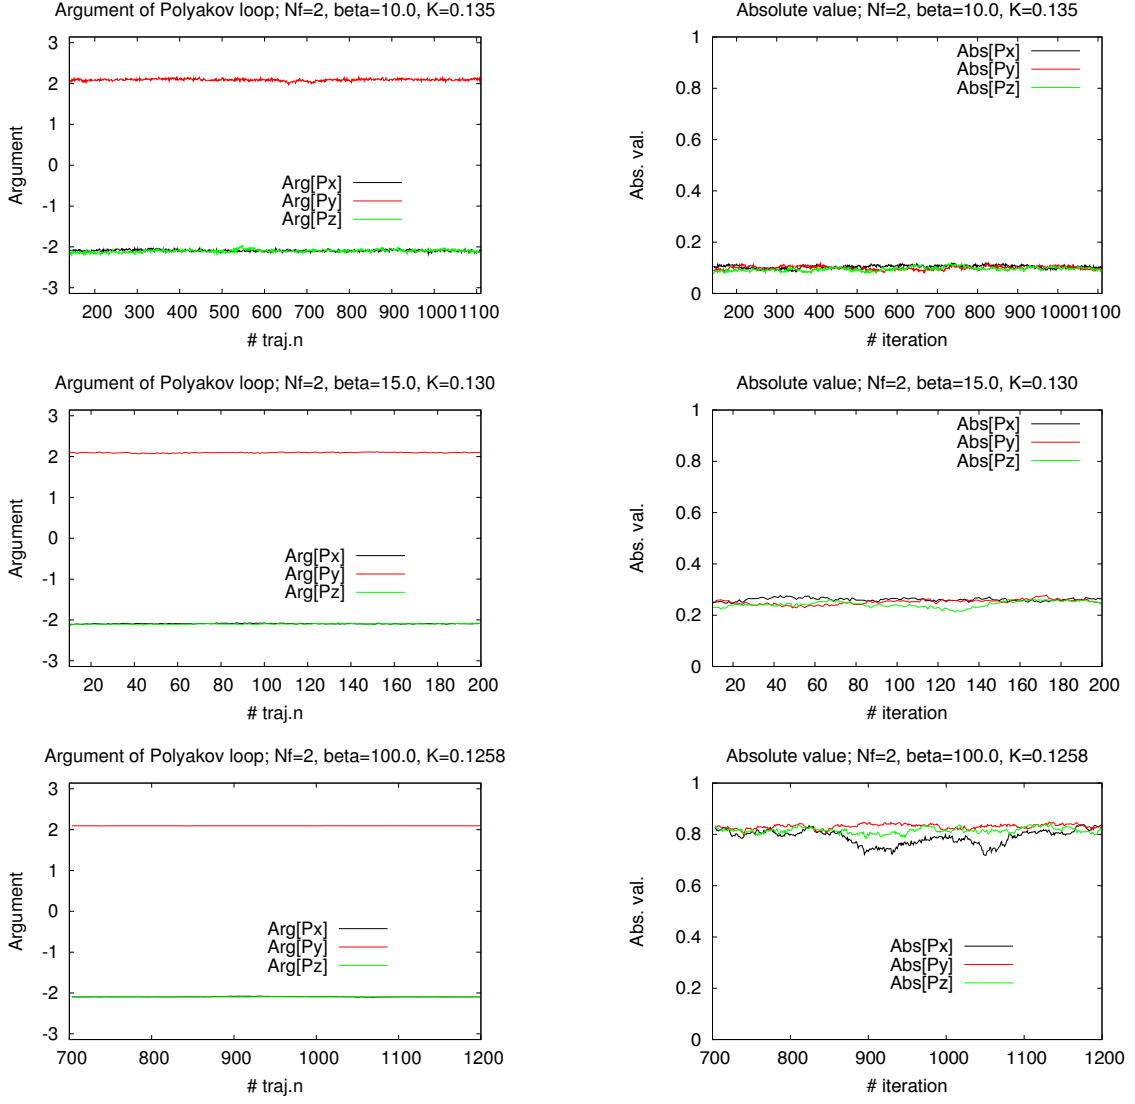 Argument of Polyakov loop; Nf=2, beta=10.0, K=0.135
3
2
1
0
-1
-2
-3
Argument
Arg[Px]
Arg[Py]
Arg[Pz]
200 300 400 500 600 700 800 900 1000 1100
# traj.n
Absolute value; Nf=2, beta=10.0, K=0.135
1
0.8
0.6
0.4
0.2
0
Abs. val.
Abs[Px]
Abs[Py]
Abs[Pz]
200 300 400 500 600 700 800 900 1000 1100
# iteration
Argument of Polyakov loop; Nf=2, beta=15.0, K=0.130
3
2
1
0
-1
-2
-3
Argument
Arg[Px]
Arg[Py]
Arg[Pz]
20 40 60 80 100 120 140 160 180 200
# traj.n
Absolute value; Nf=2, beta=15.0, K=0.130
1
0.8
0.6
0.4
0.2
0
Abs. val.
Abs[Px]
Abs[Py]
Abs[Pz]
20 40 60 80 100 120 140 160 180 200
# iteration
Argument of Polyakov loop; Nf=2, beta=100.0, K=0.1258
3
2
1
0
-1
-2
-3
Argument
Arg[Px]
Arg[Py]
Arg[Pz]
700 800 900 1000 1100 1200
# traj.n
Absolute value; Nf=2, beta=100.0, K=0.1258
1
0.8
0.6
0.4
0.2
0
Abs. val.
Abs[Px]
Abs[Py]
Abs[Pz]
700 800 900 1000 1100 1200
# iteration